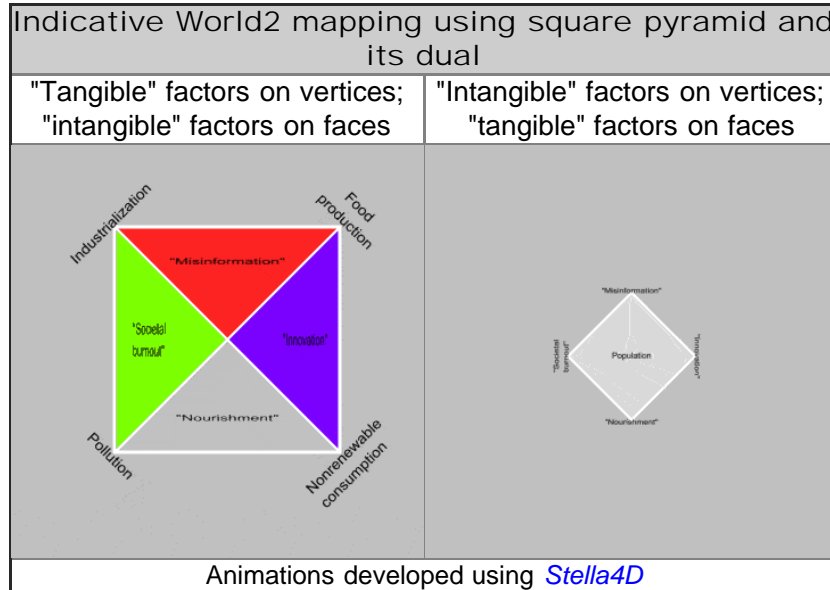 Indicative World2 mapping using square pyramid and
its dual
"Tangible" factors on vertices;
"intangible" factors on faces
"Intangible" factors on vertices;
"tangible" factors on faces
Industrialization
Food
production
"Misinformation"
"Societal
burnout"
"Innovation"
"Nourishment"
Pollution
Nonrenewable
consumption
"Misinformation"
"Societal
burnout"
Population
"Innovation"
"Nourishment"
Animations developed using Stella4D